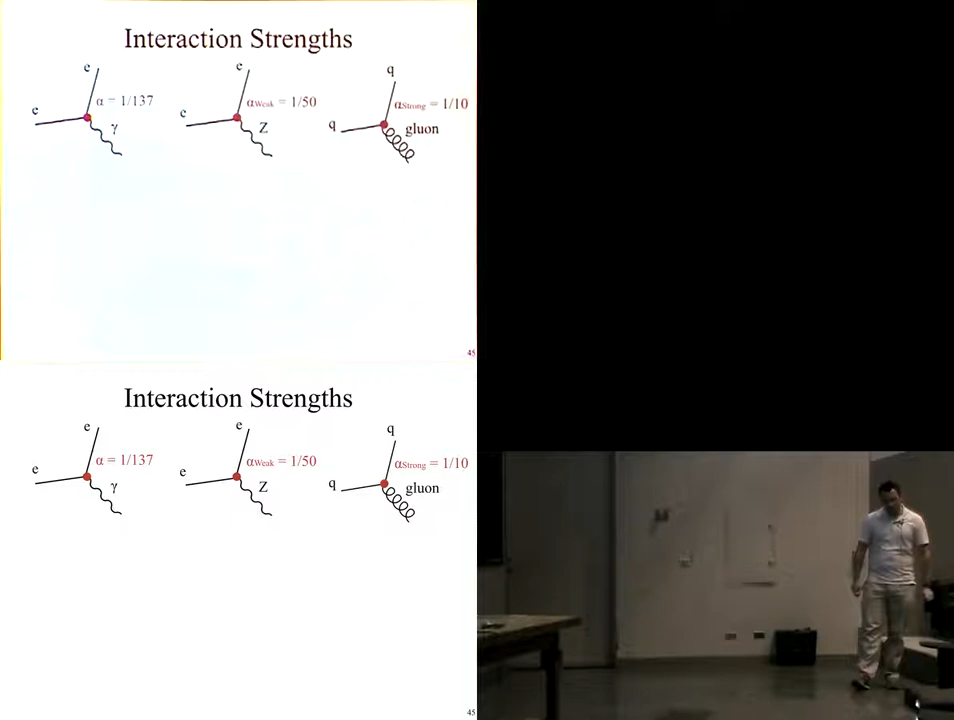 Interaction Strengths
e
e
α = 1/137
γ
e
e
αWeak = 1/50
Z
q
q
αStrong = 1/10
gluon
45
Interaction Strengths
e
e
α = 1/137
γ
e
e
αWeak = 1/50
Z
q
q
αStrong = 1/10
gluon
45